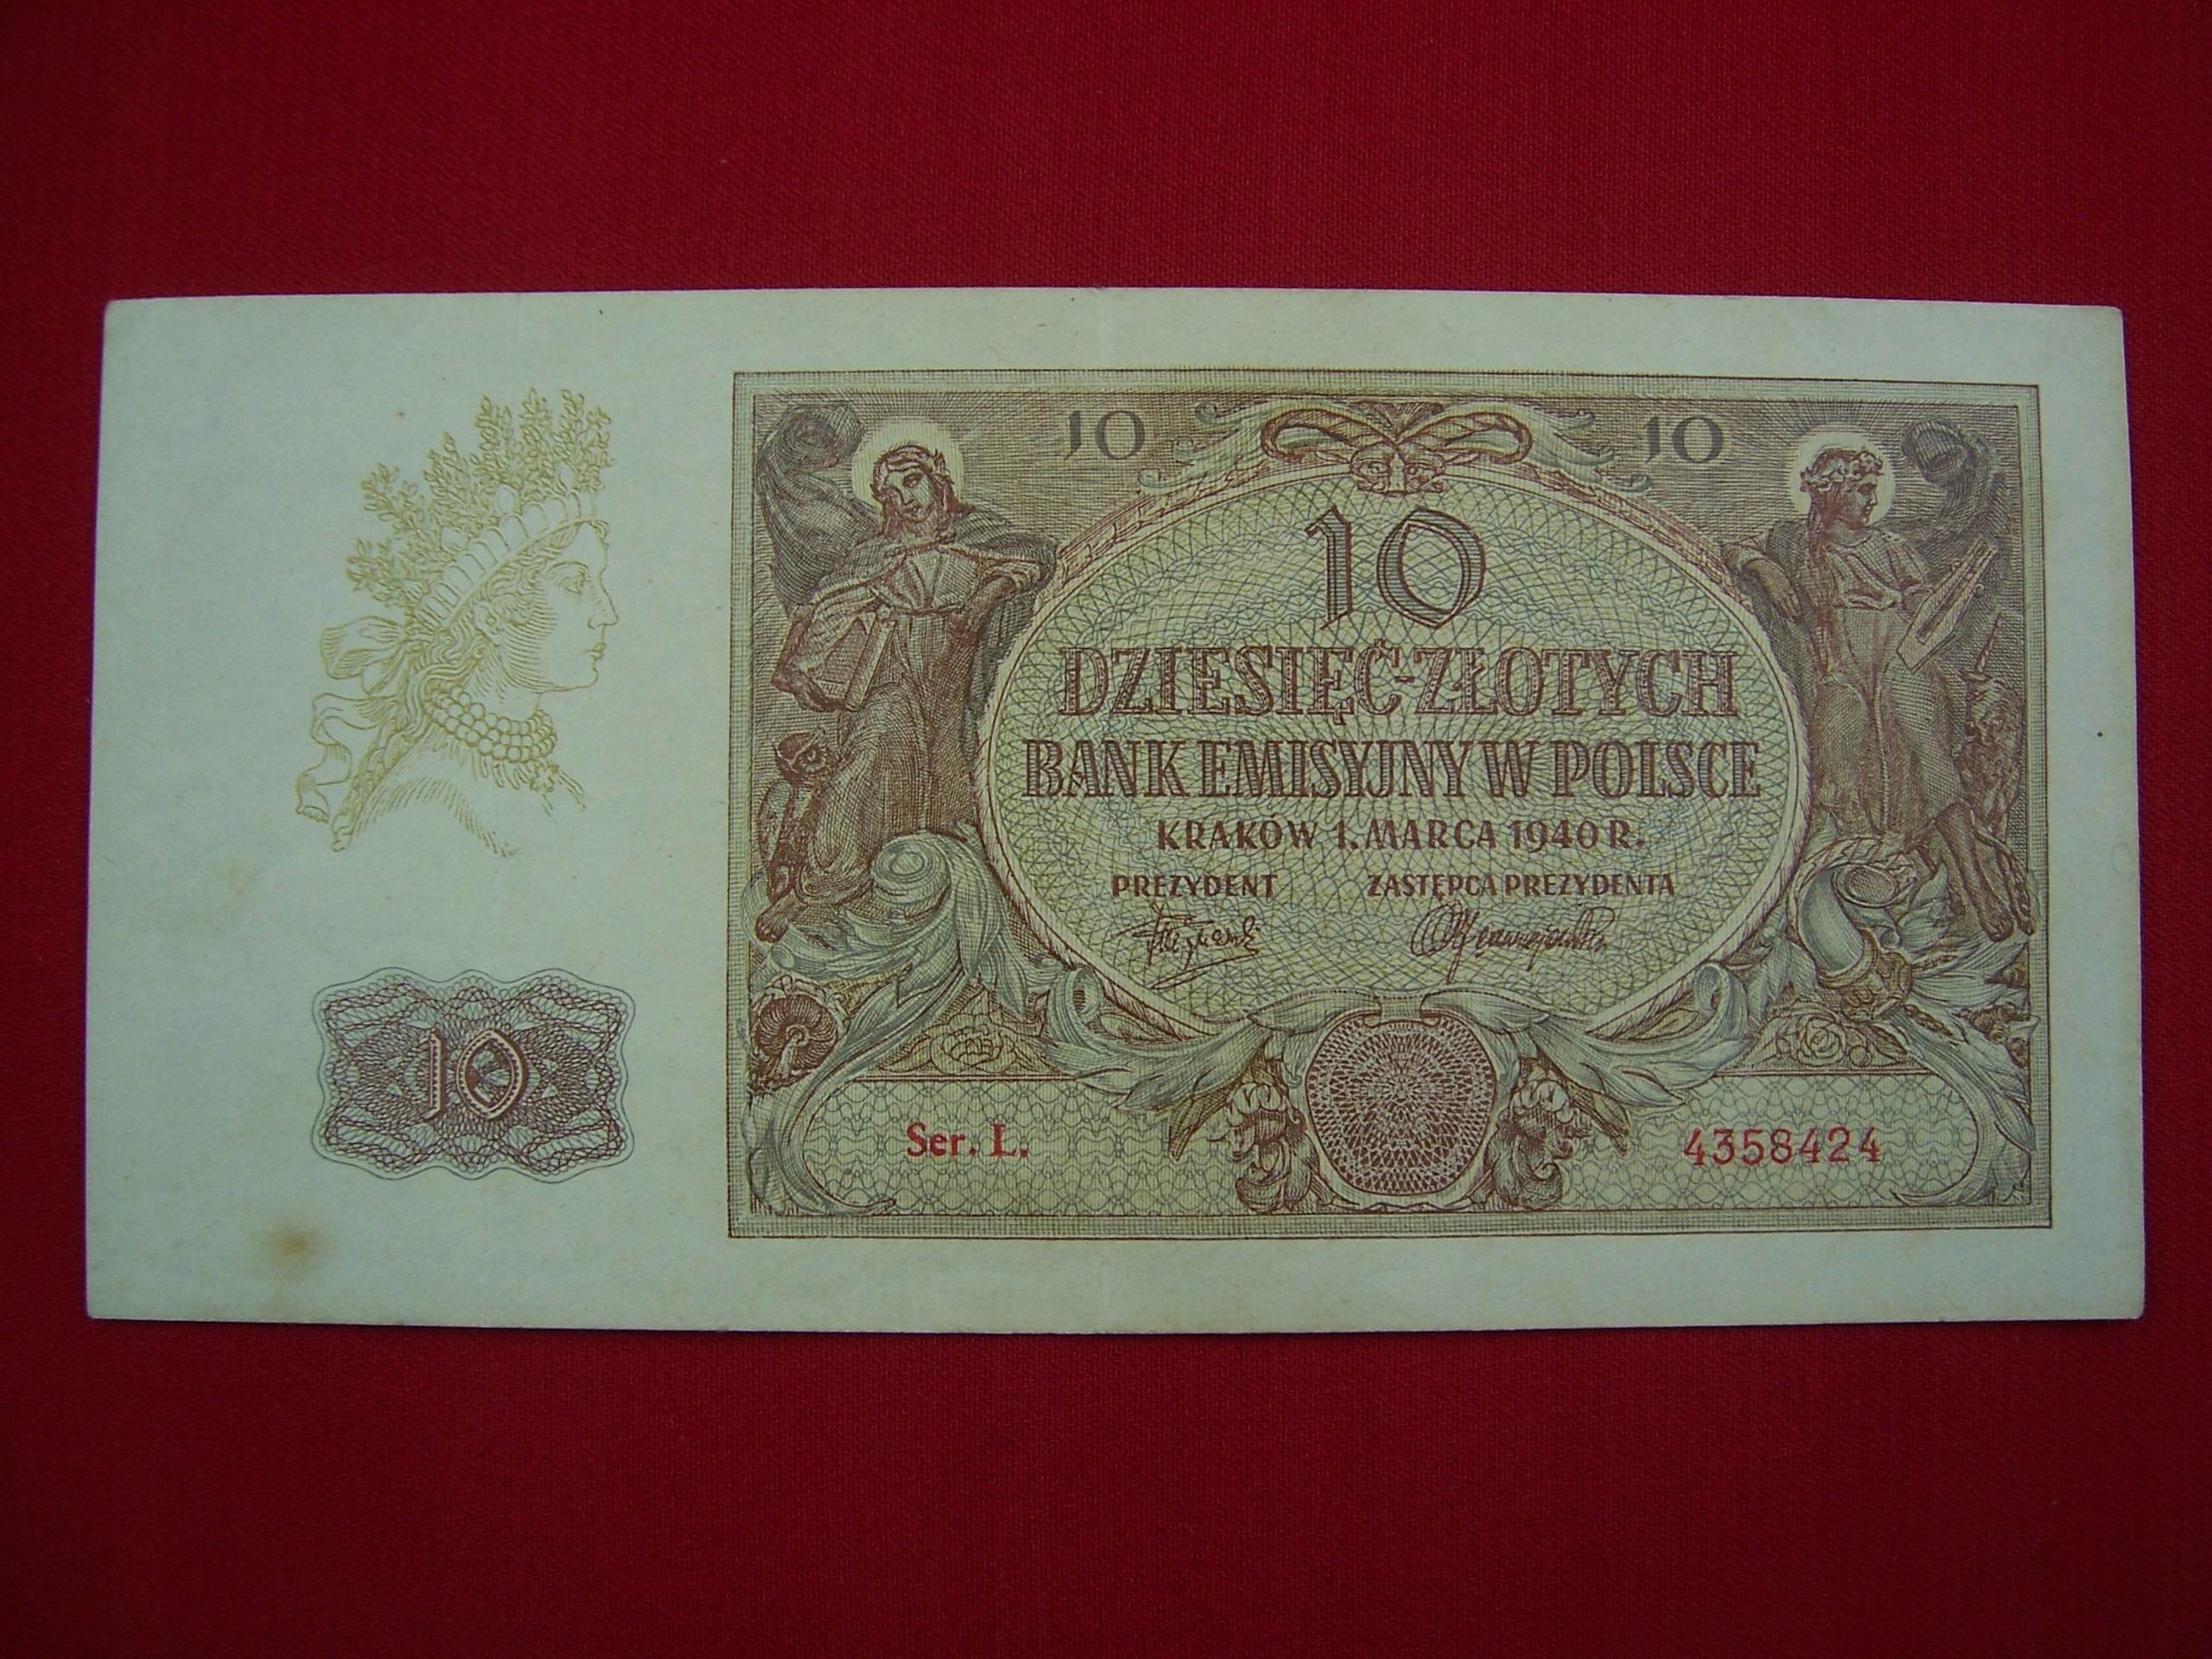 10 10
10
DZIESIĘĆ-ZŁOTYCH
BANK EMISYJNY W POLSCE
KRAKÓW 1. MARCA 1940 R.
PREZYDENT ZASTĘPCA PREZYDENTA
10
Ser. L. 4358424